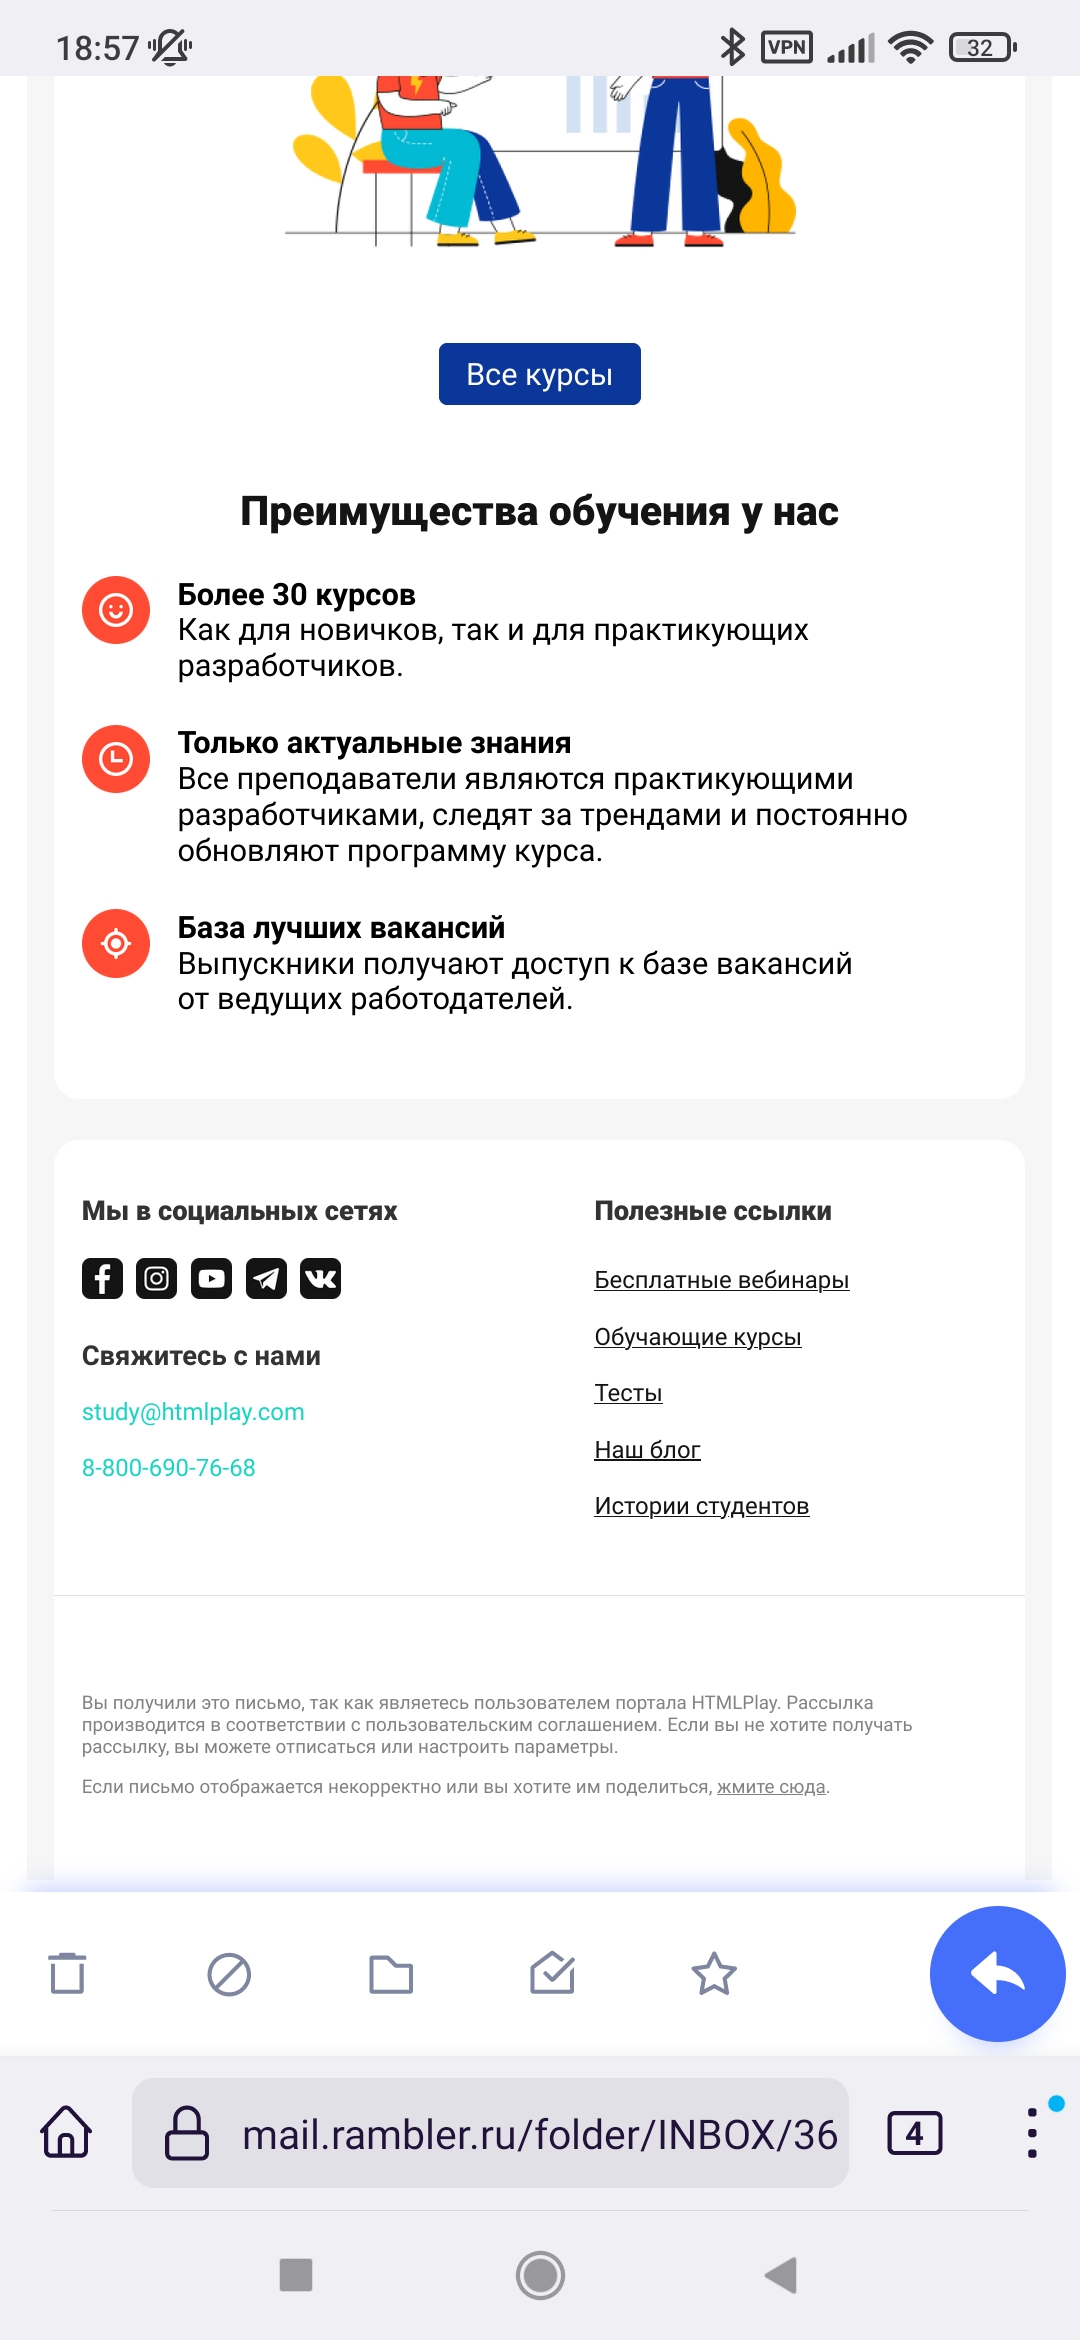 18:57
VPN
32
Все курсы
Преимущества обучения у нас
Более 30 курсов
Как для новичков, так и для практикующих
разработчиков.
Только актуальные знания
Все преподаватели являются практикующими
разработчиками, следят за трендами и постоянно
обновляют программу курса.
База лучших вакансий
Выпускники получают доступ к базе вакансий
от ведущих работодателей.
Мы в социальных сетях
Свяжитесь с нами
study@htmlplay.com
8-800-690-76-68
Полезные ссылки
Бесплатные вебинары
Обучающие курсы
Тесты
Наш блог
Истории студентов
Вы получили это письмо, так как являетесь пользователем портала HTMLPlay. Рассылка
производится в соответствии с пользовательским соглашением. Если вы не хотите получать
рассылку, вы можете отписаться или настроить параметры.
Если письмо отображается некорректно или вы хотите им поделиться, жмите сюда.
mail.rambler.ru/folder/INBOX/36
4